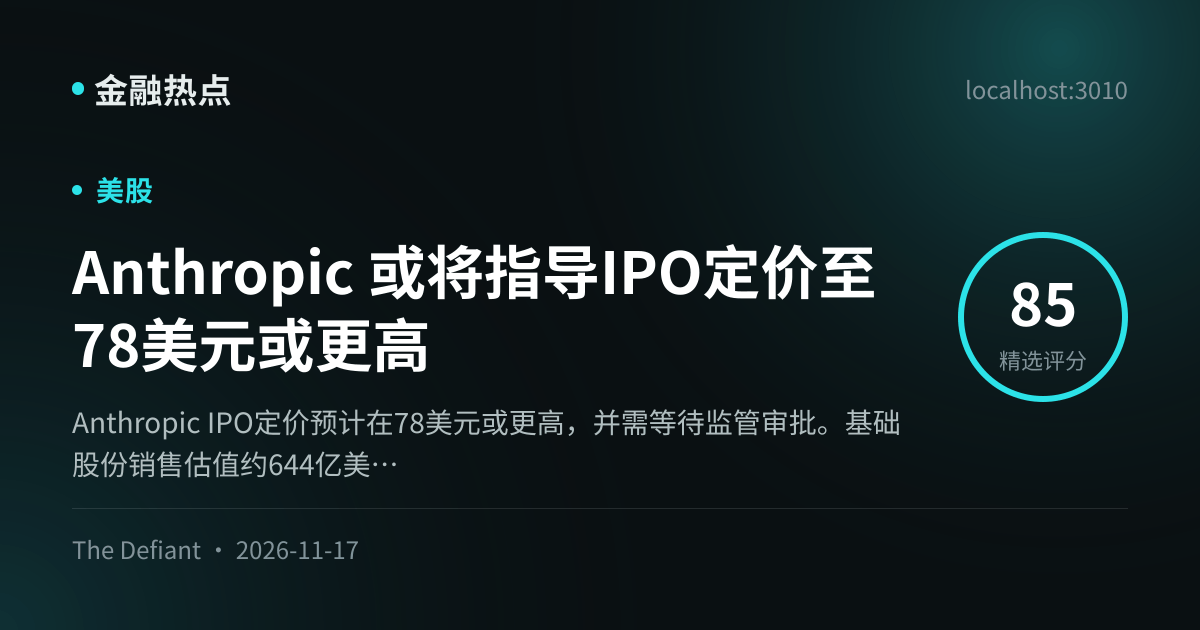 金融热点
localhost:3010
美股
Anthropic 或将指导IPO定价至
78美元或更高
85
精选评分
Anthropic IPO定价预计在78美元或更高，并需等待监管审批。基础
股份销售估值约644亿美…
The Defiant · 2026-11-17